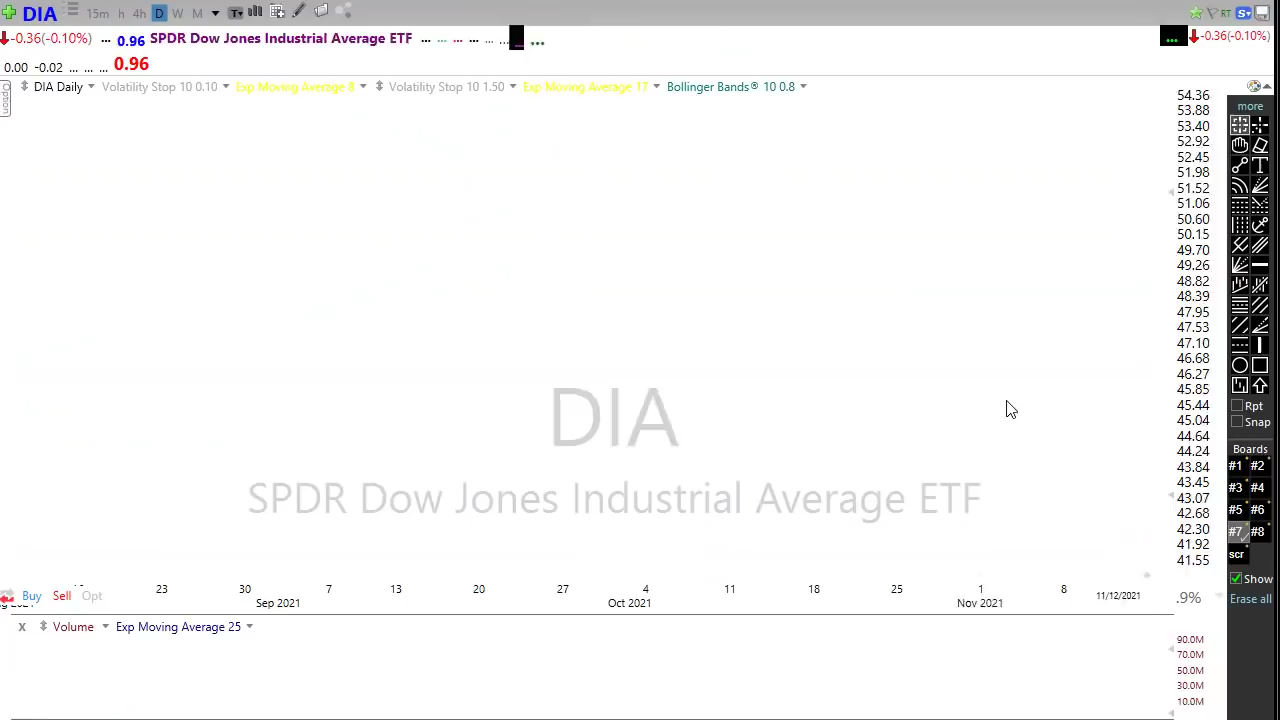 DIA 15m h 4h D W M T RT S
-0.36(-0.10%) ... 0.96 SPDR Dow Jones Industrial Average ETF ... ... ... ... ... ... ... ... -0.36(-0.10%)
0.00 -0.02 ... ... ... 0.96
Option
DIA Daily Volatility Stop 10 0.10 Exp Moving Average 8 Volatility Stop 10 1.50 Exp Moving Average 17 Bollinger Bands® 10 0.8
54.36
53.88
53.40
52.92
52.45
51.98
51.52
51.06
50.60
50.15
49.70
49.26
48.82
48.39
47.95
47.53
47.10
46.68
46.27
45.85
45.44
45.04
44.64
44.24
43.84
43.45
43.07
42.68
42.30
41.92
41.55
DIA
SPDR Dow Jones Industrial Average ETF
23 30 7 13 20 27 4 11 18 25 1 8 11/12/2021
Buy Sell Opt
Sep 2021 Oct 2021 Nov 2021
.9%
X Volume Exp Moving Average 25
90.0M
70.0M
50.0M
30.0M
10.0M
more
T
Rpt
Snap
Boards
#1 #2
#3 #4
#5 #6
#7 #8
scr
Show
Erase all